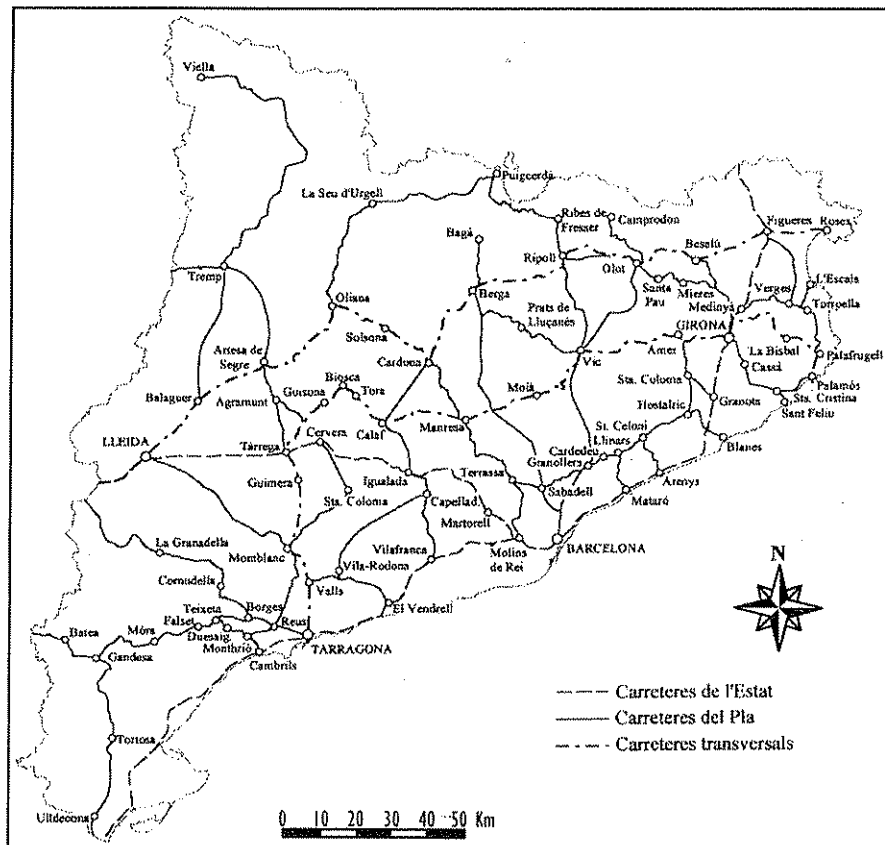 Viella
Puigcerdà
La Seu d'Urgell
Ribes de
Fresser
Camprodon
Bagà
Figueres
Roses
Ripoll
Olot
Besalú
Tremp
Oliana
Berga
Santa
Pau
Mieres
Verges
L'Escala
Medinyà
Torroella
Prats de
Lluçanès
Solsona
GIRONA
Artesa de
Segre
Cardona
Vic
Amer
La Bisbal
Palafrugell
Cassà
Biosca
Tora
Guisona
Moià
Sta. Coloma
Palamós
Balaguer
Agramunt
Granota
Sta. Cristina
Sant Feliu
Calaf
Manresa
Hostalric
Cervera
St. Celoni
Llinars
LLEIDA
Tàrrega
Cardedeu
Granollers
Blanes
Igualada
Terrassa
Guimera
Sta. Coloma
Capellad.
Sabadell
Arenys
Mataró
Martorell
La Granadella
Momblanc
Vilafranca
Molins
de Rei
BARCELONA
N
Vila-Rodona
Cornudella
Valls
El Vendrell
Teixeta
Borges
Falset
Reus
Batea
Móra
Duesaig.
Monbrió
TARRAGONA
Gandesa
Cambrils
Carreteres de l'Estat
Carreteres del Pla
Carreteres transversals
Tortosa
Ulldecona
0 10 20 30 40 50 Km